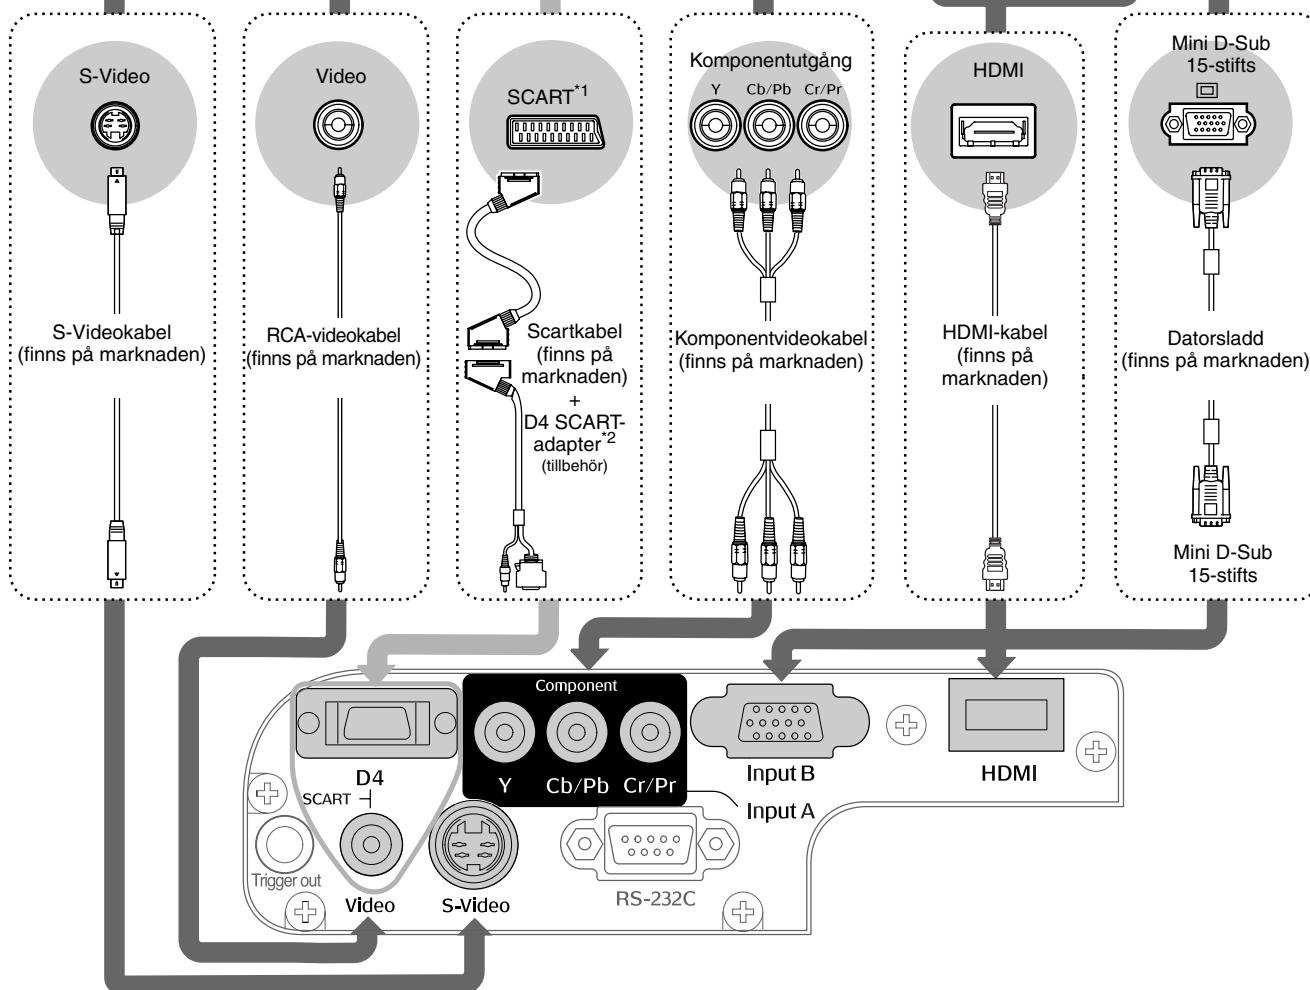 S-Video
Video
SCART*1
Komponentutgång
Y Cb/Pb Cr/Pr
HDMI
Mini D-Sub
15-stifts
S-Videokabel
(finns på marknaden)
RCA-videokabel
(finns på marknaden)
Scartkabel
(finns på
marknaden)
+
D4 SCART-
adapter*2
(tillbehör)
Komponentvideokabel
(finns på marknaden)
HDMI-kabel
(finns på
marknaden)
Datorsladd
(finns på marknaden)
Mini D-Sub
15-stifts
Component
Y Cb/Pb Cr/Pr
Input B
HDMI
D4
SCART
Input A
Trigger out
Video
S-Video
RS-232C